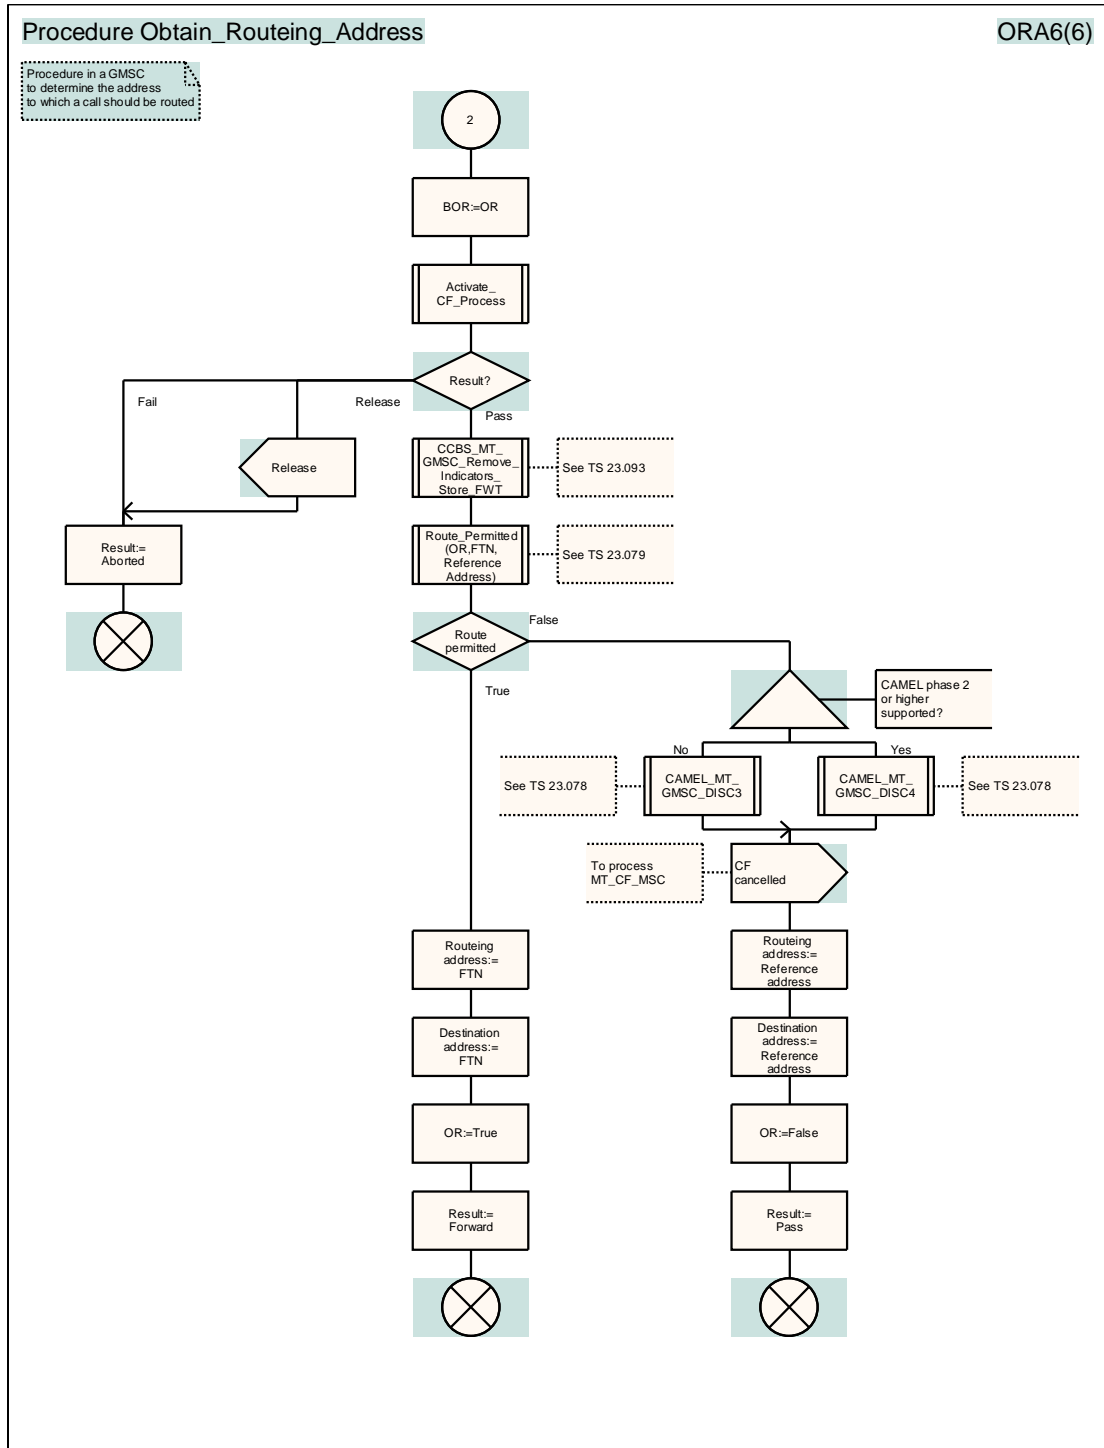 Procedure Obtain_Routeing_Address
ORA6(6)
Procedure in a GMSC
to determine the address
to which a call should be routed
2
BOR:=OR
Activate_
CF_Process
Result?
Fail
Release
Pass
Release
CCBS_MT_
GMSC_Remove_
Indicators_
Store_FWT
See TS 23.093
Result:=
Aborted
Route_Permitted
(OR,FTN,
Reference
Address)
See TS 23.079
Route
permitted
False
True
CAMEL phase 2
or higher
supported?
No
Yes
See TS 23.078
CAMEL_MT_
GMSC_DISC3
CAMEL_MT_
GMSC_DISC4
See TS 23.078
To process
MT_CF_MSC
CF
cancelled
Routeing
address:=
FTN
Routeing
address:=
Reference
address
Destination
address:=
FTN
Destination
address:=
Reference
address
OR:=True
OR:=False
Result:=
Forward
Result:=
Pass